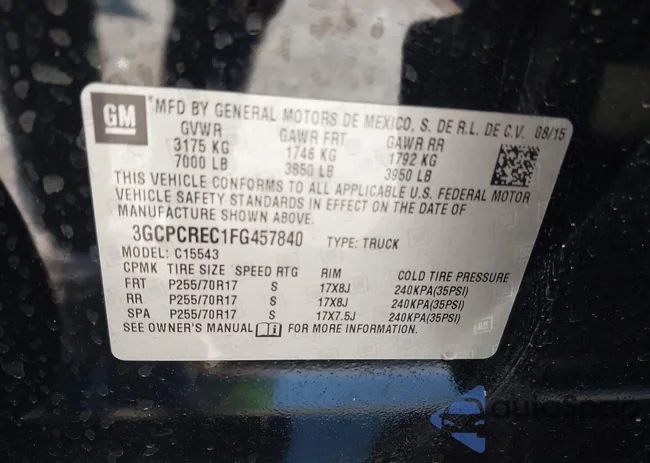 GM
MFD BY GENERAL MOTORS DE MEXICO, S. DE R.L. DE C.V. 08/15
GVWR GAWR FRT GAWR RR
3175 KG 1746 KG 1792 KG
7000 LB 3850 LB 3950 LB
THIS VEHICLE CONFORMS TO ALL APPLICABLE U.S. FEDERAL MOTOR
VEHICLE SAFETY STANDARDS IN EFFECT ON THE DATE OF
MANUFACTURE SHOWN ABOVE.
3GCPCREC1FG457840 TYPE: TRUCK
MODEL: C15543
CPMK TIRE SIZE SPEED RTG RIM COLD TIRE PRESSURE
FRT P255/70R17 S 17X8J 240KPA(35PSI)
RR P255/70R17 S 17X8J 240KPA(35PSI)
SPA P255/70R17 S 17X7.5J 240KPA(35PSI)
SEE OWNER'S MANUAL FOR MORE INFORMATION.
GM
autoSnap